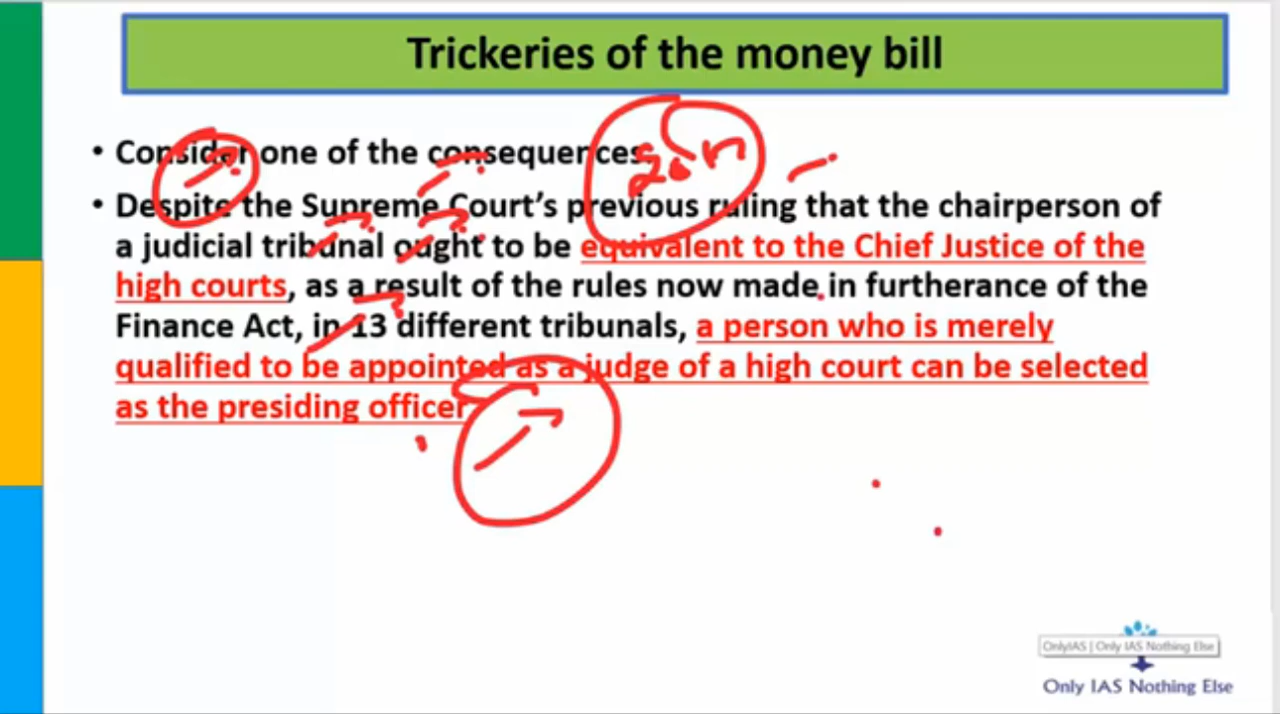 Trickeries of the money bill
• Consider one of the consequences.
• Despite the Supreme Court's previous ruling that the chairperson of
a judicial tribunal ought to be equivalent to the Chief Justice of the
high courts, as a result of the rules now made in furtherance of the
Finance Act, in 13 different tribunals, a person who is merely
qualified to be appointed as a judge of a high court can be selected
as the presiding officer
OnlyIAS | Only IAS Nothing Else
Only IAS Nothing Else